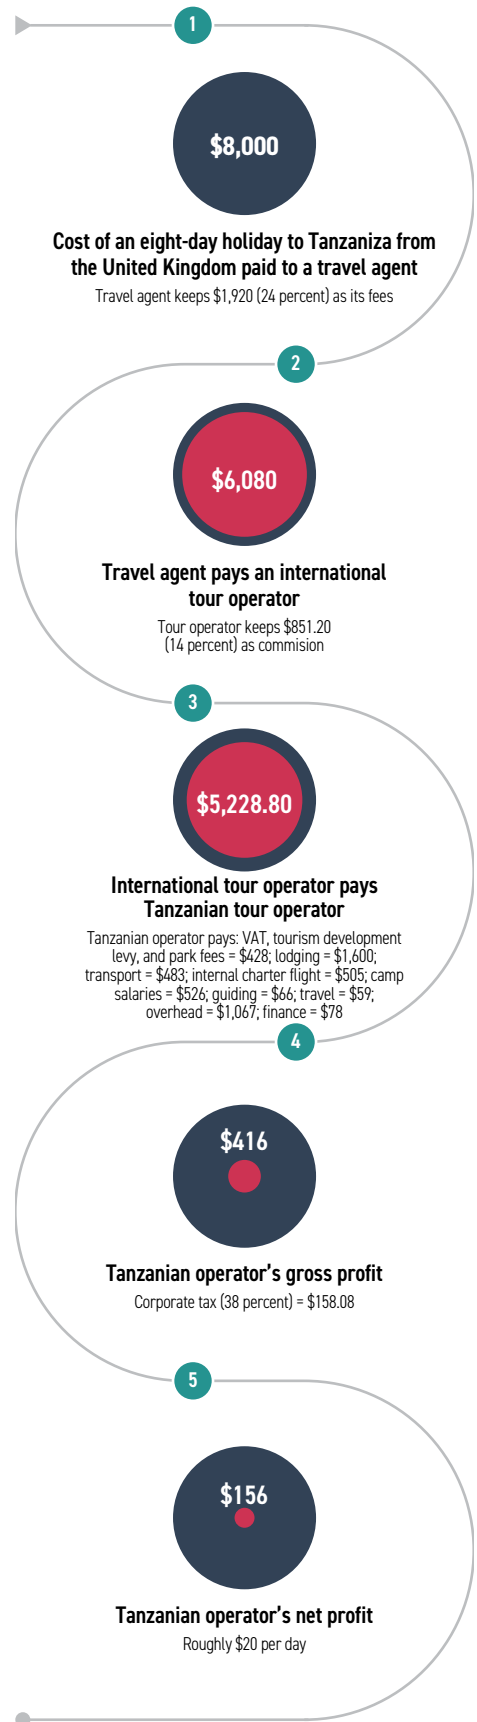 1
$8,000
Cost of an eight-day holiday to Tanzaniza from
the United Kingdom paid to a travel agent
Travel agent keeps $1,920 (24 percent) as its fees
2
$6,080
Travel agent pays an international
tour operator
Tour operator keeps $851.20
(14 percent) as commision
3
$5,228.80
International tour operator pays
Tanzanian tour operator
Tanzanian operator pays: VAT, tourism development
levy, and park fees = $428; lodging = $1,600;
transport = $483; internal charter flight = $505; camp
salaries = $526; guiding = $66; travel = $59;
overhead = $1,067; finance = $78
4
$416
Tanzanian operator's gross profit
Corporate tax (38 percent) = $158.08
5
$156
Tanzanian operator's net profit
Roughly $20 per day